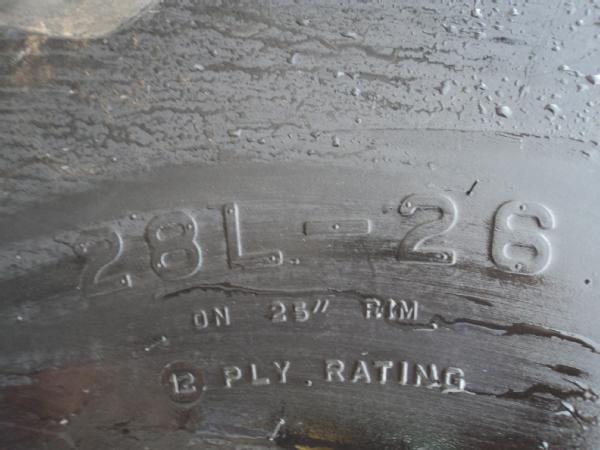 28L-26
ON 25" RIM
12 PLY RATING